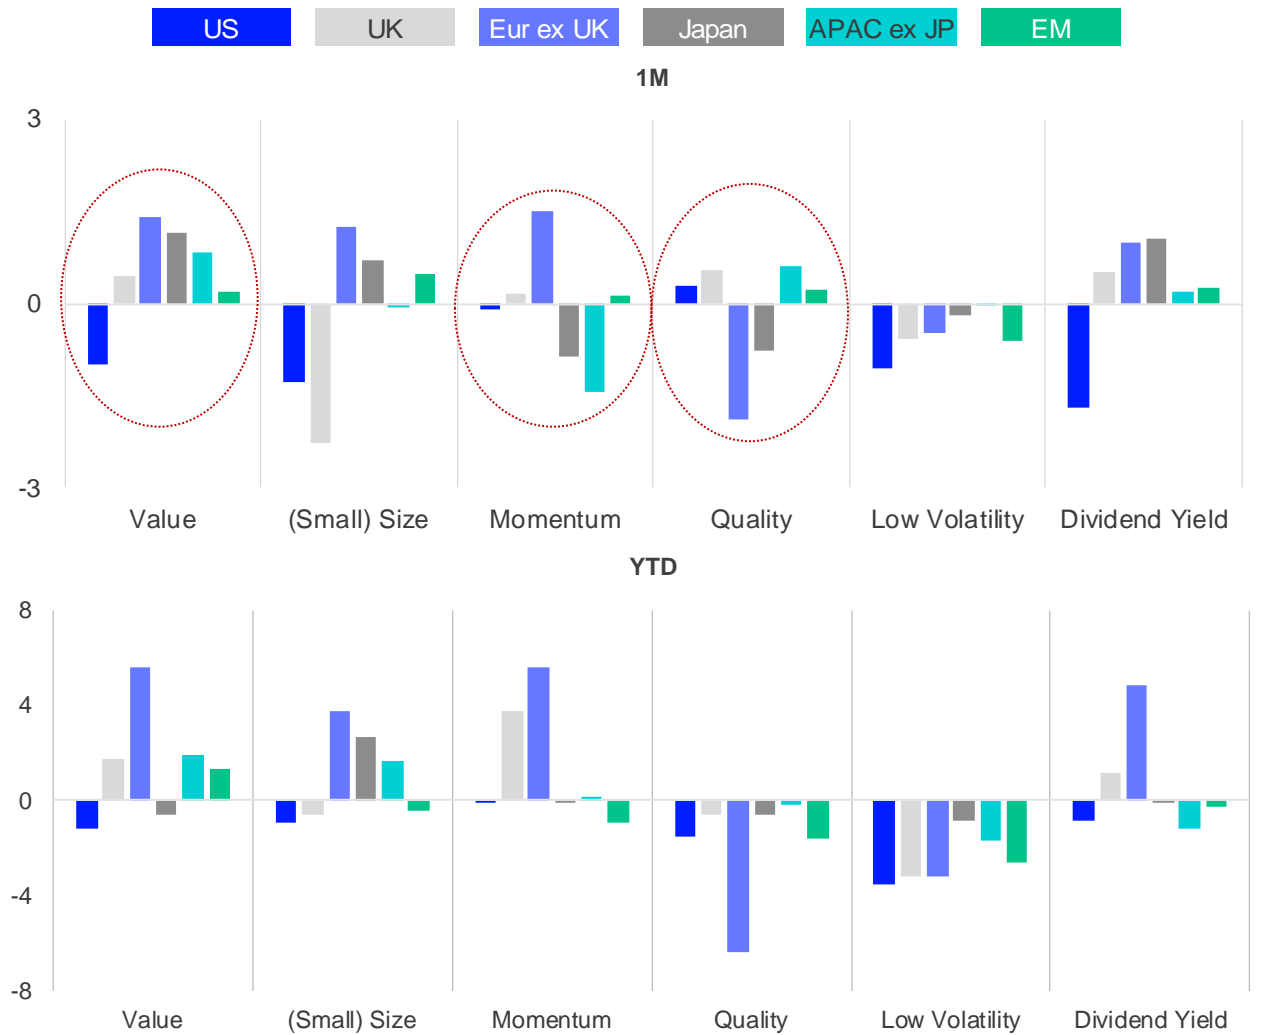 US UK Eur ex UK Japan APAC ex JP EM
1M
3
0
-3
Value (Small) Size Momentum Quality Low Volatility Dividend Yield
YTD
8
4
0
-4
-8
Value (Small) Size Momentum Quality Low Volatility Dividend Yield